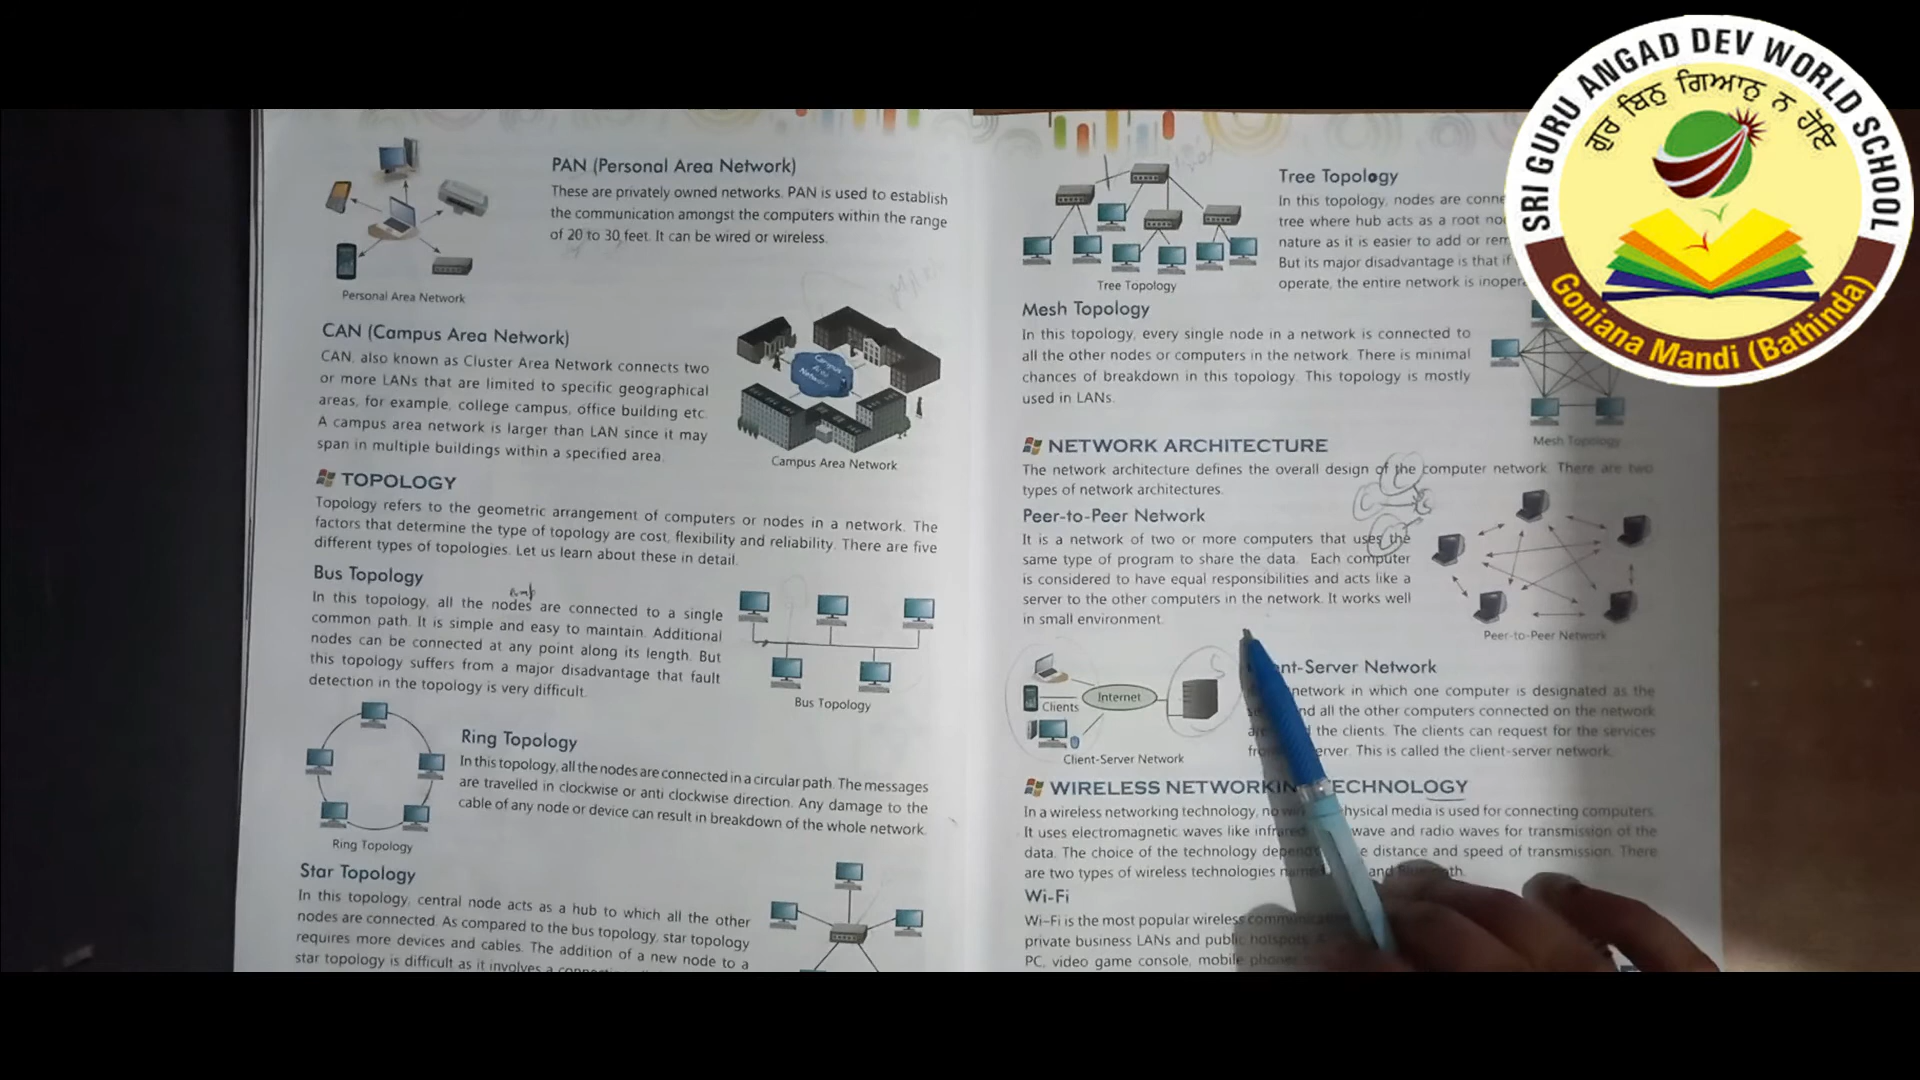 PAN (Personal Area Network)
These are privately owned networks. PAN is used to establish
the communication amongst the computers within the range
of 20 to 30 feet. It can be wired or wireless.
Personal Area Network
CAN (Campus Area Network)
CAN, also known as Cluster Area Network connects two
or more LANs that are limited to specific geographical
areas, for example, college campus, office building etc.
A campus area network is larger than LAN since it may
span in multiple buildings within a specified area.
Campus Area Network
Campus Area Network
TOPOLOGY
Topology refers to the geometric arrangement of computers or nodes in a network. The
factors that determine the type of topology are cost, flexibility and reliability. There are five
different types of topologies. Let us learn about these in detail.
Bus Topology
In this topology, all the nodes are connected to a single
common path. It is simple and easy to maintain. Additional
nodes can be connected at any point along its length. But
this topology suffers from a major disadvantage that fault
detection in the topology is very difficult.
Bus Topology
Ring Topology
In this topology, all the nodes are connected in a circular path. The messages
are travelled in clockwise or anti clockwise direction. Any damage to the
cable of any node or device can result in breakdown of the whole network.
Ring Topology
Star Topology
In this topology, central node acts as a hub to which all the other
nodes are connected. As compared to the bus topology, star topology
requires more devices and cables. The addition of a new node to a
star topology is difficult as it involves a
Tree Topology
In this topology, nodes are
tree where hub acts as a root
nature as it is easier to add or
But its major disadvantage is that if
operate, the entire network is
Tree Topology
Mesh Topology
In this topology, every single node in a network is connected to
all the other nodes or computers in the network. There is minimal
chances of breakdown in this topology. This topology is mostly
used in LANs.
Mesh Topology
NETWORK ARCHITECTURE
The network architecture defines the overall design of the computer network. There are two
types of network architectures.
Peer-to-Peer Network
It is a network of two or more computers that uses the
same type of program to share the data. Each computer
is considered to have equal responsibilities and acts like a
server to the other computers in the network. It works well
in small environment.
Peer-to-Peer Network
Clients
Internet
Client-Server Network
ent-Server Network
network in which one computer is designated as the
nd all the other computers connected on the network
the clients. The clients can request for the services
erver. This is called the client-server network.
WIRELESS NETWORKIN TECHNOLOGY
In a wireless networking technology, no physical media is used for connecting computers.
It uses electromagnetic waves like wave and radio waves for transmission of the
data. The choice of the technology distance and speed of transmission. There
are two types of wireless technologies and
Wi-Fi
Wi-Fi is the most popular wireless
private business LANs and public hotspots.
PC, video game console, mobile
SRI GURU ANGAD DEV WORLD SCHOOL
ਗੁਰ ਬਿਨੁ ਗਿਆਨੁ ਨ ਹੋਇ
Goniana Mandi (Bathinda)